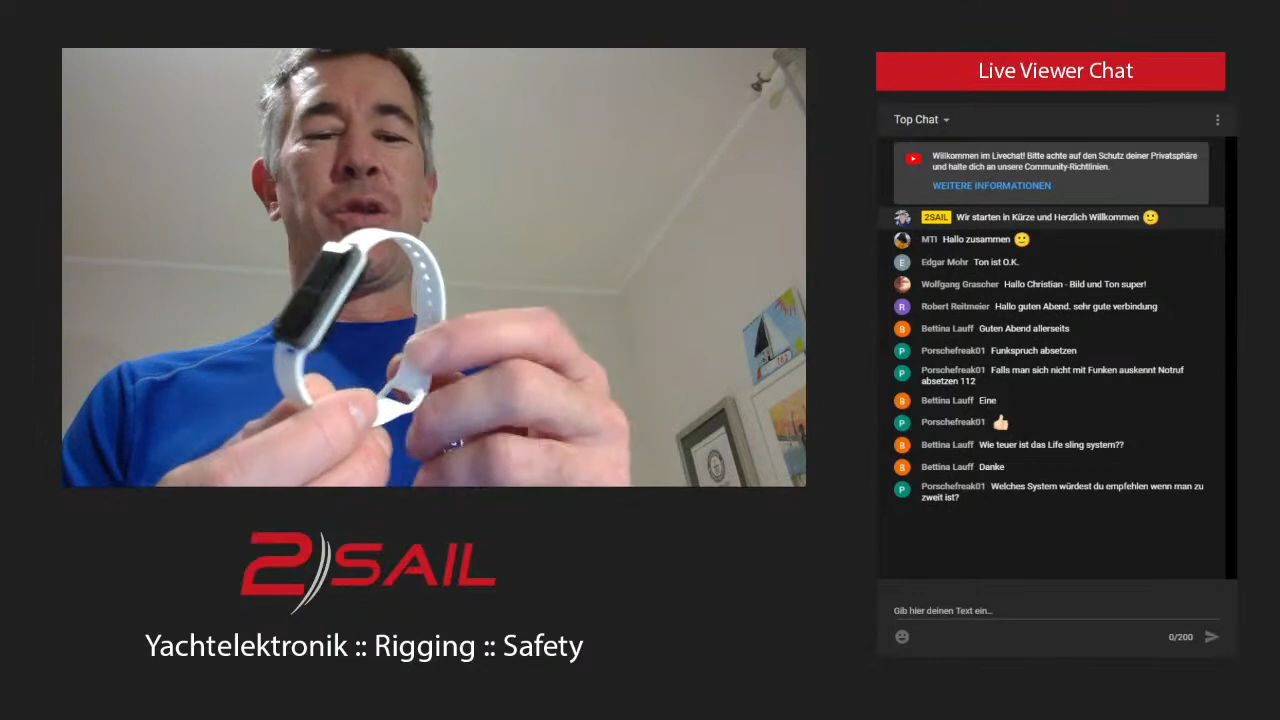 Live Viewer Chat
Top Chat
Willkommen im Livechat! Bitte achte auf den Schutz deiner Privatsphäre
und halte dich an unsere Community-Richtlinien.
WEITERE INFORMATIONEN
2SAIL Wir starten in Kürze und Herzlich Willkommen
MTI Hallo zusammen
E Edgar Mohr Ton ist O.K.
Wolfgang Grascher Hallo Christian - Bild und Ton super!
R Robert Reitmeier Hallo guten Abend. sehr gute verbindung
B Bettina Lauff Guten Abend allerseits
P Porschefreak01 Funkspruch absetzen
P Porschefreak01 Falls man sich nicht mit Funken auskennt Notruf
absetzen 112
B Bettina Lauff Eine
P Porschefreak01
B Bettina Lauff Wie teuer ist das Life sling system??
B Bettina Lauff Danke
P Porschefreak01 Welches System würdest du empfehlen wenn man zu
zweit ist?
Gib hier deinen Text ein...
0/200
2SAIL
Yachtelektronik :: Rigging :: Safety